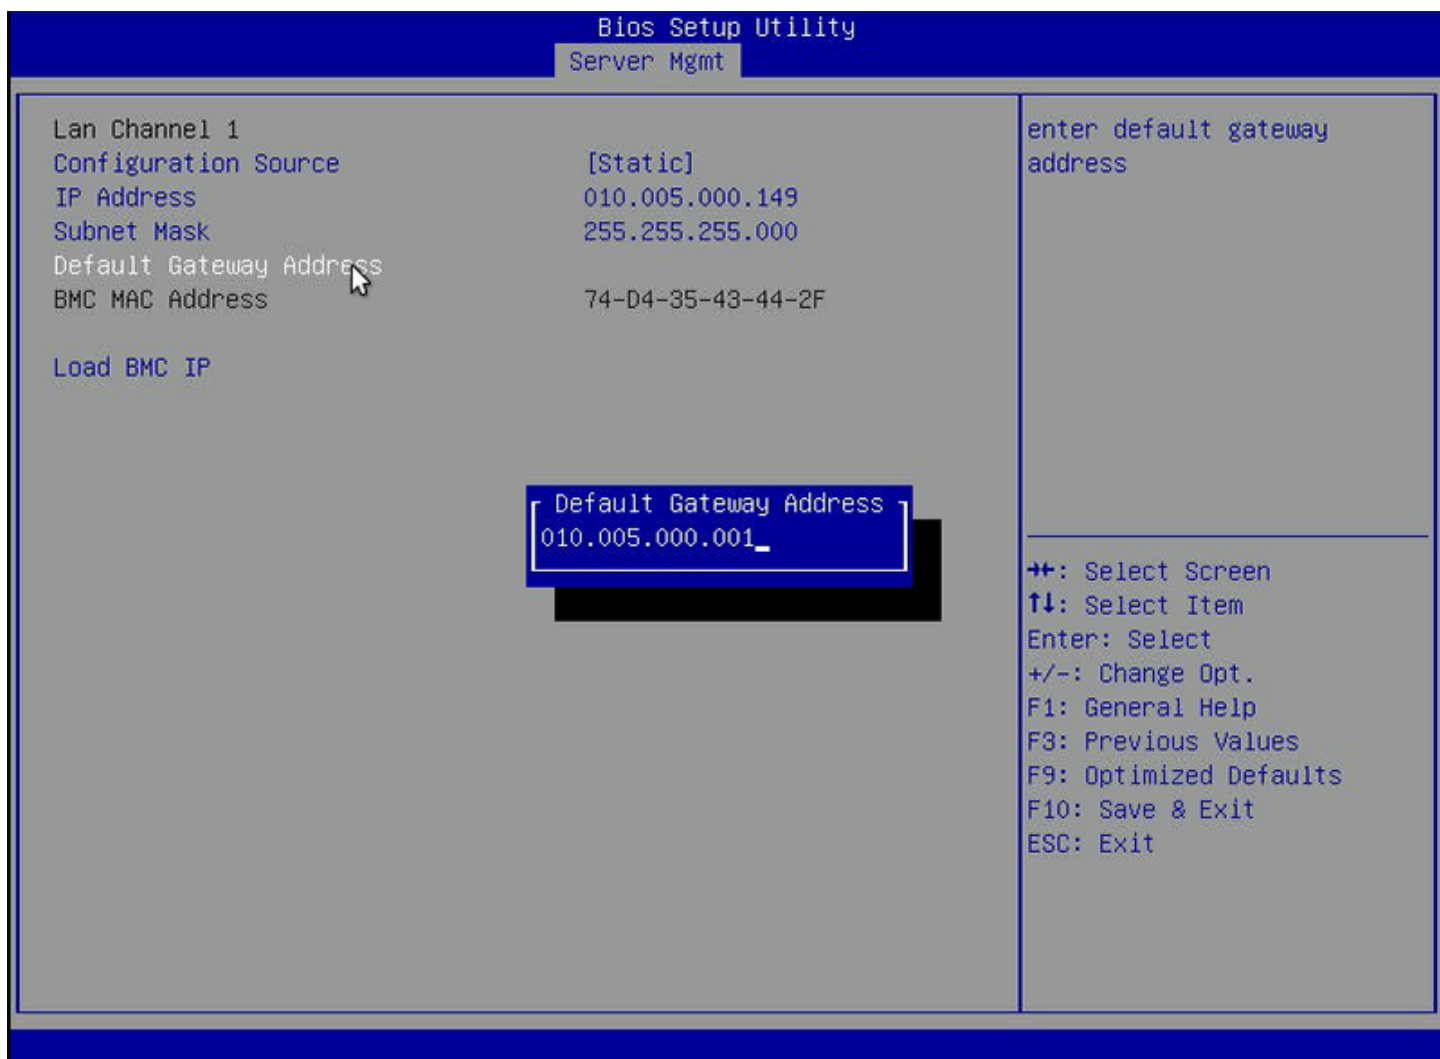 Bios Setup Utility
Server Mgmt
Lan Channel 1
Configuration Source [Static]
IP Address 010.005.000.149
Subnet Mask 255.255.255.000
Default Gateway Address
BMC MAC Address 74-D4-35-43-44-2F
Load BMC IP
Default Gateway Address
010.005.000.001_
enter default gateway
address
→←: Select Screen
↑↓: Select Item
Enter: Select
+/-: Change Opt.
F1: General Help
F3: Previous Values
F9: Optimized Defaults
F10: Save & Exit
ESC: Exit